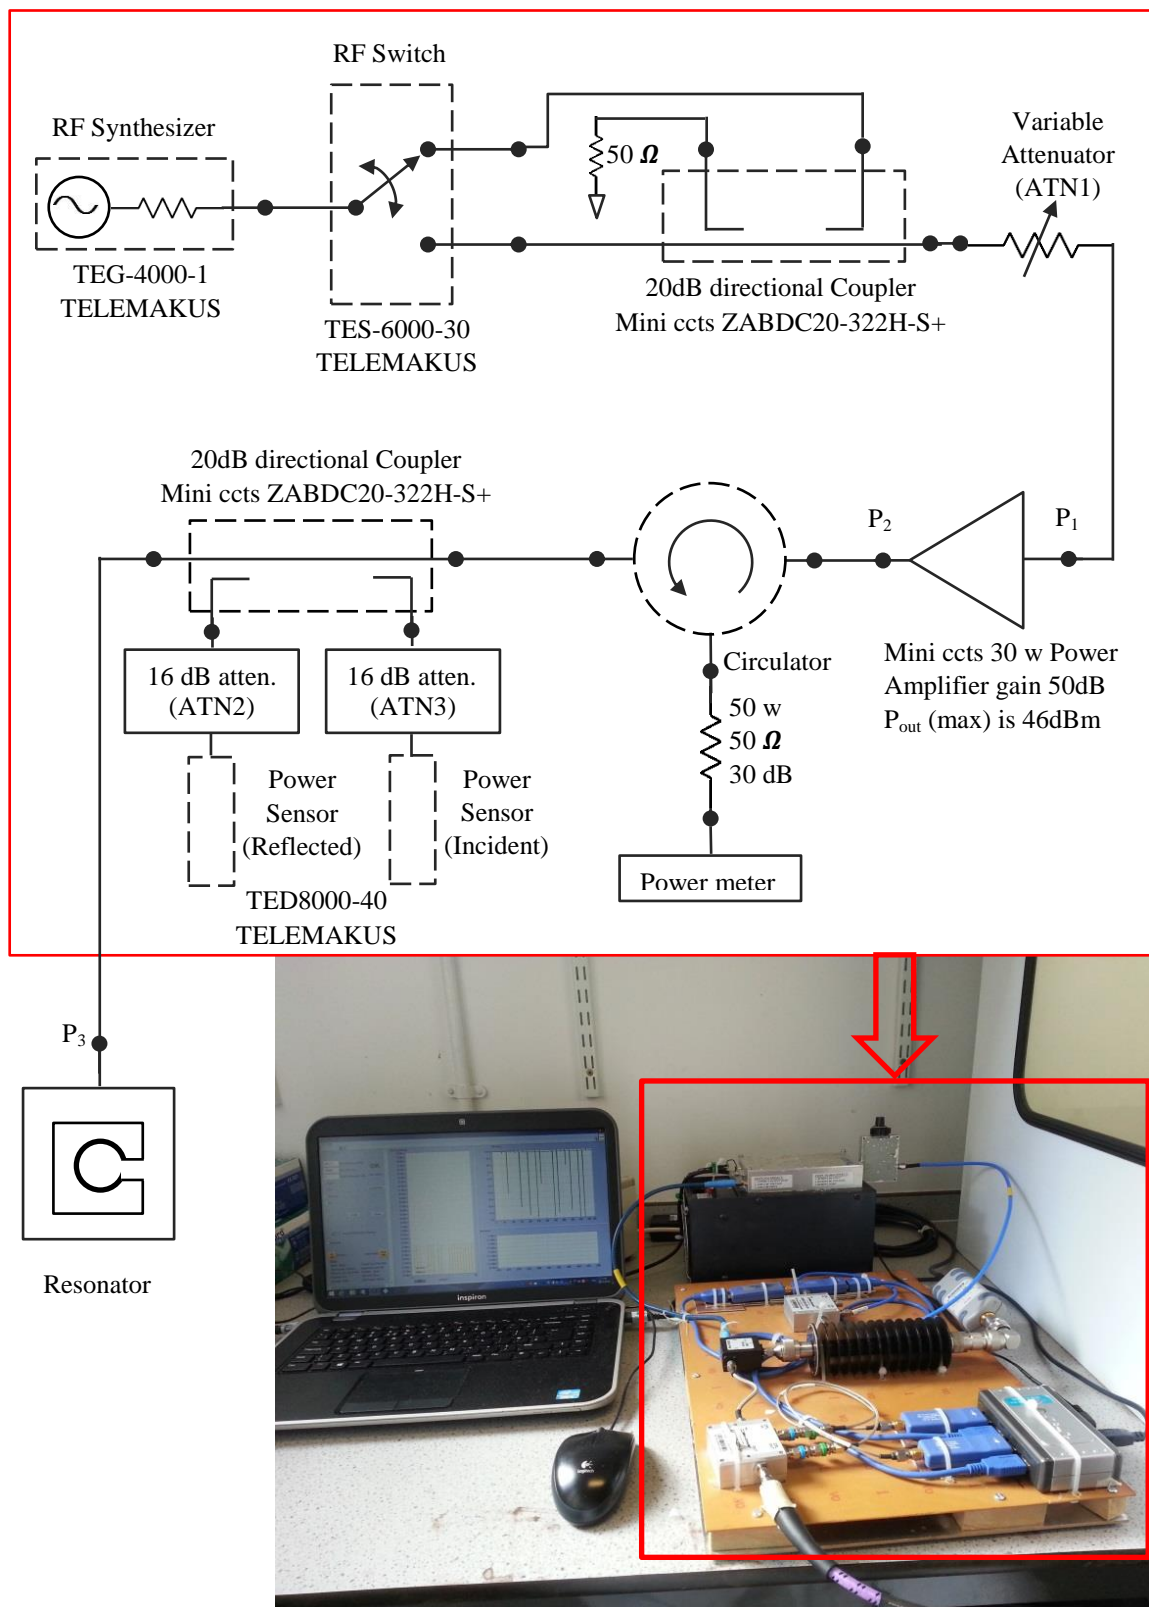 RF Switch
RF Synthesizer
50 Ω
Variable
Attenuator
(ATN1)
TEG-4000-1
TELEMAKUS
TES-6000-30
TELEMAKUS
20dB directional Coupler
Mini ccts ZABDC20-322H-S+
20dB directional Coupler
Mini ccts ZABDC20-322H-S+
P2
P1
16 dB atten.
(ATN2)
16 dB atten.
(ATN3)
Circulator
50 w
50 Ω
30 dB
Mini ccts 30 w Power
Amplifier gain 50dB
Pout (max) is 46dBm
Power
Sensor
(Reflected)
Power
Sensor
(Incident)
TED8000-40
TELEMAKUS
Power meter
P3
Resonator
inspiron